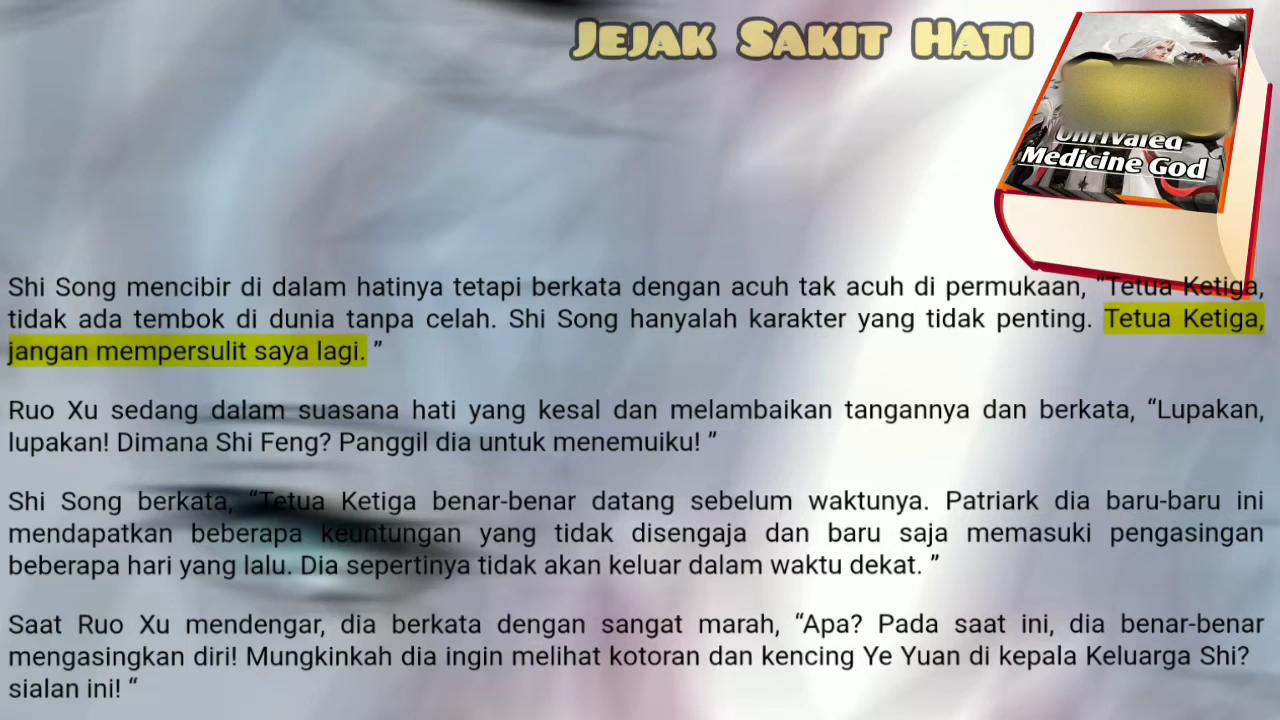 Jejak Sakit Hati
Unrivaled
Medicine God
Shi Song mencibir di dalam hatinya tetapi berkata dengan acuh tak acuh di permukaan, “Tetua Ketiga,
tidak ada tembok di dunia tanpa celah. Shi Song hanyalah karakter yang tidak penting. Tetua Ketiga,
jangan mempersulit saya lagi. ”
Ruo Xu sedang dalam suasana hati yang kesal dan melambaikan tangannya dan berkata, “Lupakan,
lupakan! Dimana Shi Feng? Panggil dia untuk menemuiku! ”
Shi Song berkata, “Tetua Ketiga benar-benar datang sebelum waktunya. Patriark dia baru-baru ini
mendapatkan beberapa keuntungan yang tidak disengaja dan baru saja memasuki pengasingan
beberapa hari yang lalu. Dia sepertinya tidak akan keluar dalam waktu dekat. ”
Saat Ruo Xu mendengar, dia berkata dengan sangat marah, “Apa? Pada saat ini, dia benar-benar
mengasingkan diri! Mungkinkah dia ingin melihat kotoran dan kencing Ye Yuan di kepala Keluarga Shi?
sialan ini! “